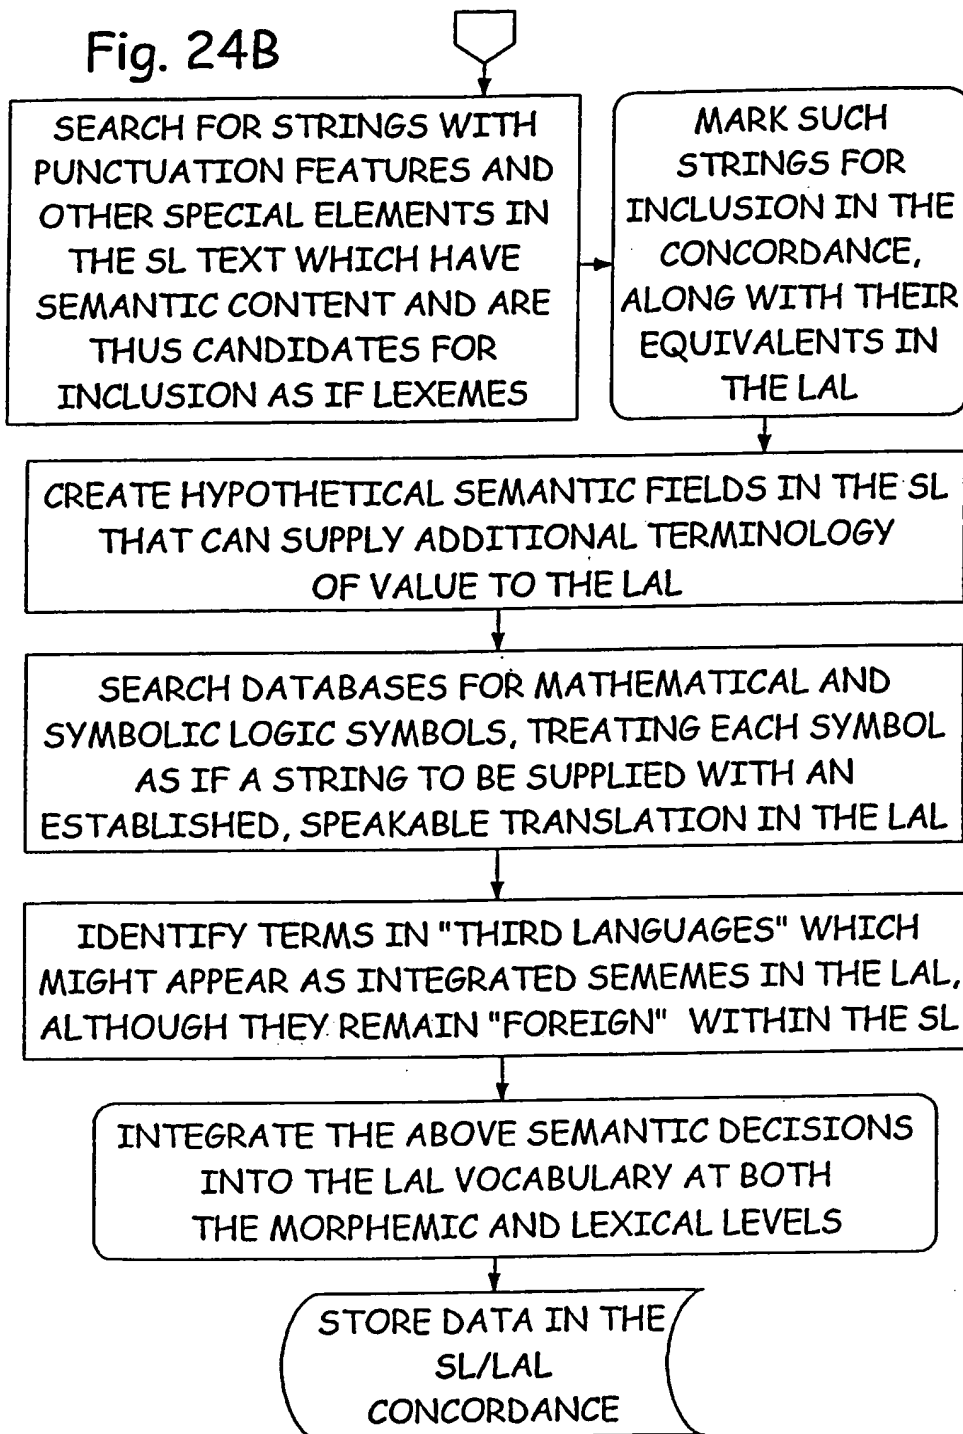 Fig. 24B
SEARCH FOR STRINGS WITH
PUNCTUATION FEATURES AND
OTHER SPECIAL ELEMENTS IN
THE SL TEXT WHICH HAVE
SEMANTIC CONTENT AND ARE
THUS CANDIDATES FOR
INCLUSION AS IF LEXEMES
MARK SUCH
STRINGS FOR
INCLUSION IN THE
CONCORDANCE,
ALONG WITH THEIR
EQUIVALENTS IN
THE LAL
CREATE HYPOTHETICAL SEMANTIC FIELDS IN THE SL
THAT CAN SUPPLY ADDITIONAL TERMINOLOGY
OF VALUE TO THE LAL
SEARCH DATABASES FOR MATHEMATICAL AND
SYMBOLIC LOGIC SYMBOLS, TREATING EACH SYMBOL
AS IF A STRING TO BE SUPPLIED WITH AN
ESTABLISHED, SPEAKABLE TRANSLATION IN THE LAL
IDENTIFY TERMS IN "THIRD LANGUAGES" WHICH
MIGHT APPEAR AS INTEGRATED SEMEMES IN THE LAL,
ALTHOUGH THEY REMAIN "FOREIGN" WITHIN THE SL
INTEGRATE THE ABOVE SEMANTIC DECISIONS
INTO THE LAL VOCABULARY AT BOTH
THE MORPHEMIC AND LEXICAL LEVELS
STORE DATA IN THE
SL/LAL
CONCORDANCE